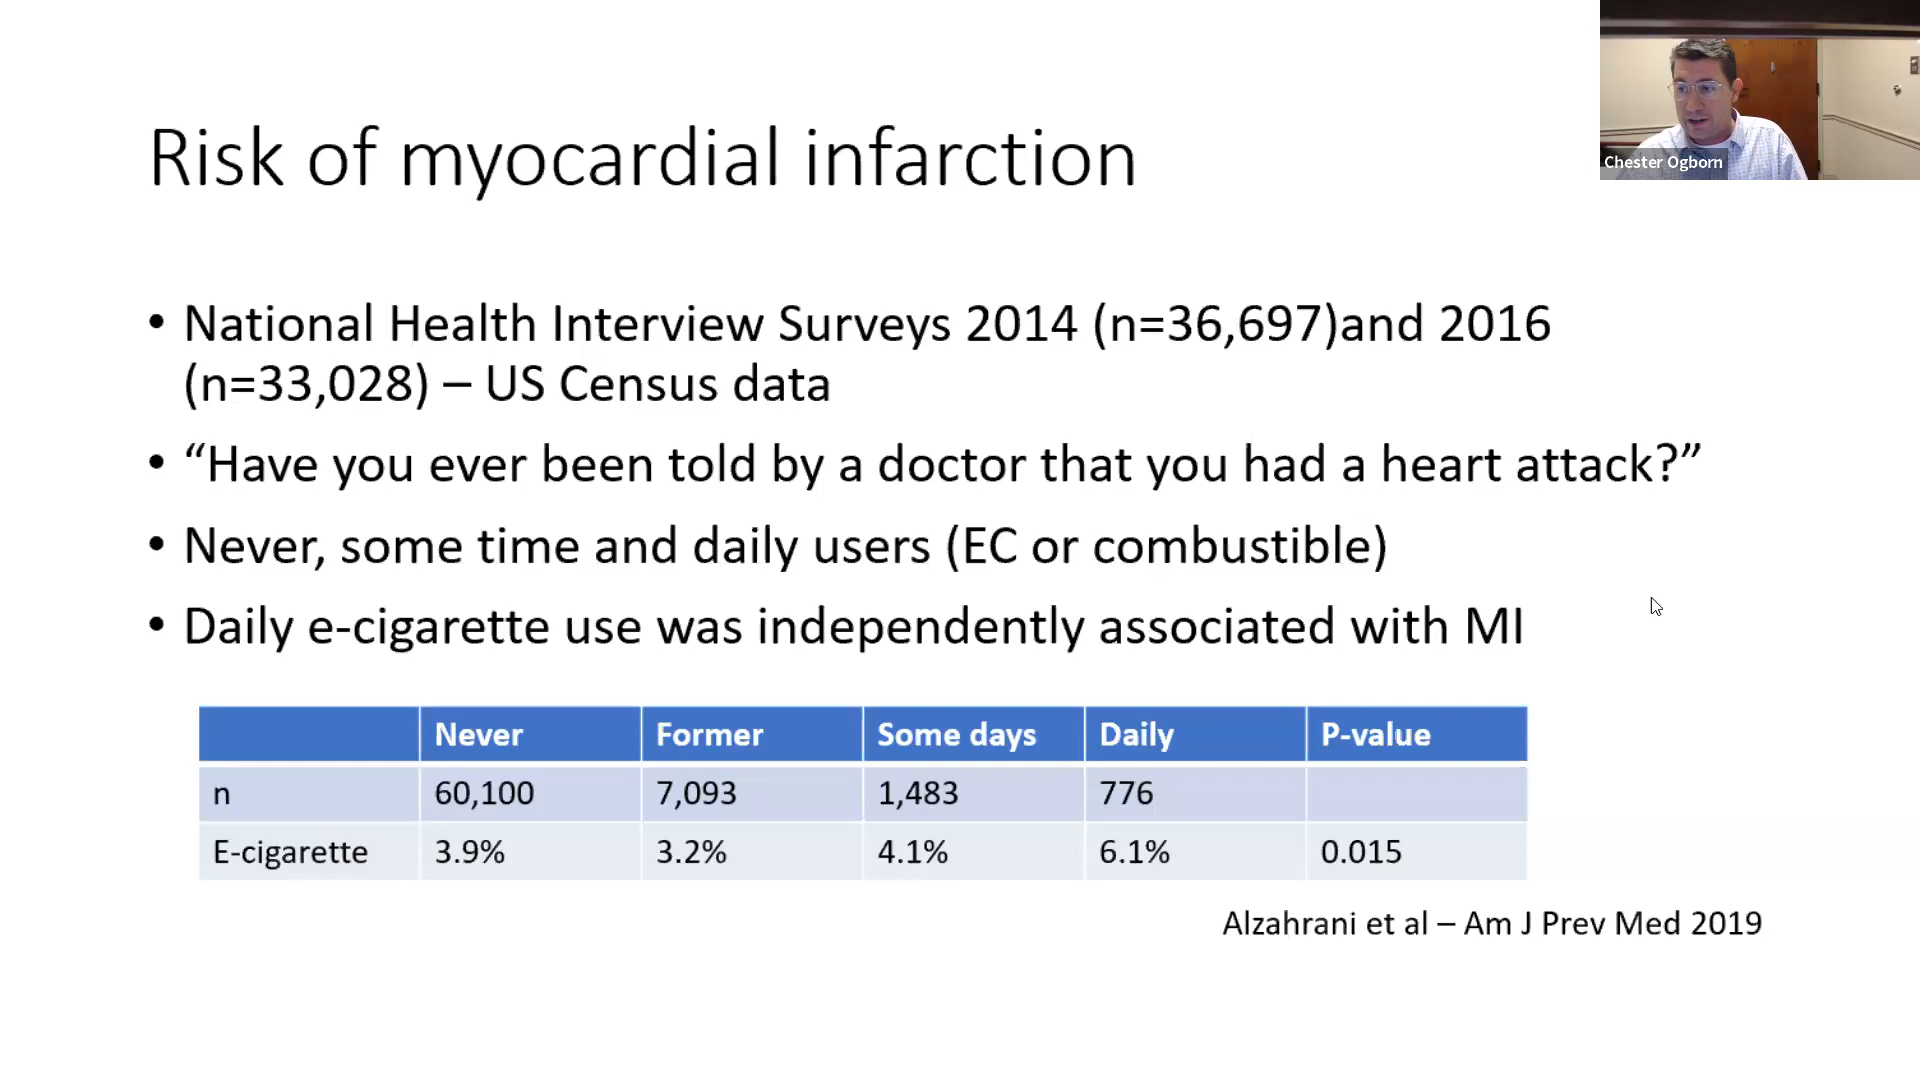 Chester Ogborn
Risk of myocardial infarction
• National Health Interview Surveys 2014 (n=36,697)and 2016
(n=33,028) – US Census data
• “Have you ever been told by a doctor that you had a heart attack?”
• Never, some time and daily users (EC or combustible)
• Daily e-cigarette use was independently associated with MI
Never Former Some days Daily P-value
n 60,100 7,093 1,483 776
E-cigarette 3.9% 3.2% 4.1% 6.1% 0.015
Alzahrani et al – Am J Prev Med 2019